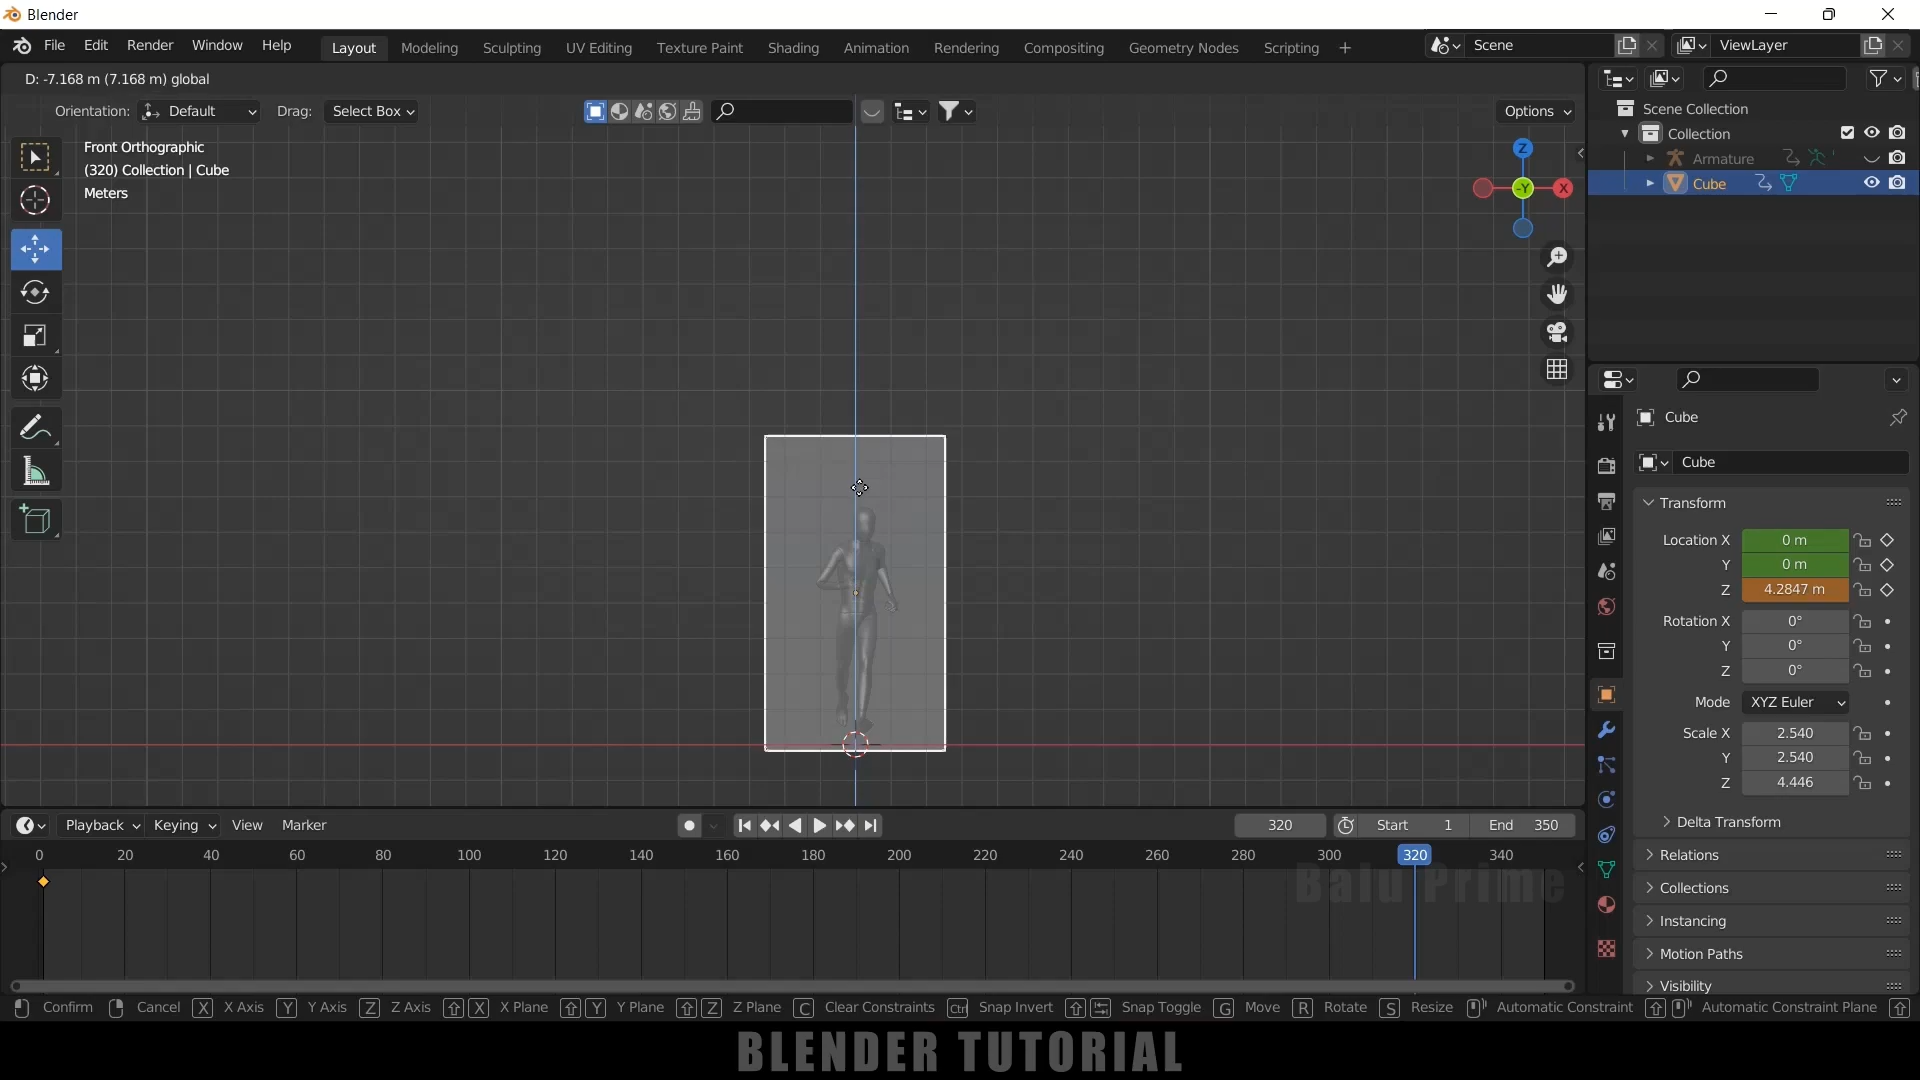 Blender
File Edit Render Window Help Layout Modeling Sculpting UV Editing Texture Paint Shading Animation Rendering Compositing Geometry Nodes Scripting + Scene ViewLayer
D: -7.168 m (7.168 m) global
Orientation: Default Drag: Select Box Options
Front Orthographic
(320) Collection | Cube
Meters
Z
-Y X
Scene Collection
Collection
Armature
Cube
Cube
Cube
Transform
Location X 0 m
Y 0 m
Z 4.2847 m
Rotation X 0°
Y 0°
Z 0°
Mode XYZ Euler
Scale X 2.540
Y 2.540
Z 4.446
Delta Transform
Relations
Collections
Instancing
Motion Paths
Visibility
Playback Keying View Marker 320 Start 1 End 350
0 20 40 60 80 100 120 140 160 180 200 220 240 260 280 300 320 340
Balu Prime
Confirm Cancel X X Axis Y Y Axis Z Z Axis X X Plane Y Y Plane Z Z Plane C Clear Constraints Ctrl Snap Invert Snap Toggle G Move R Rotate S Resize Automatic Constraint Automatic Constraint Plane
BLENDER TUTORIAL